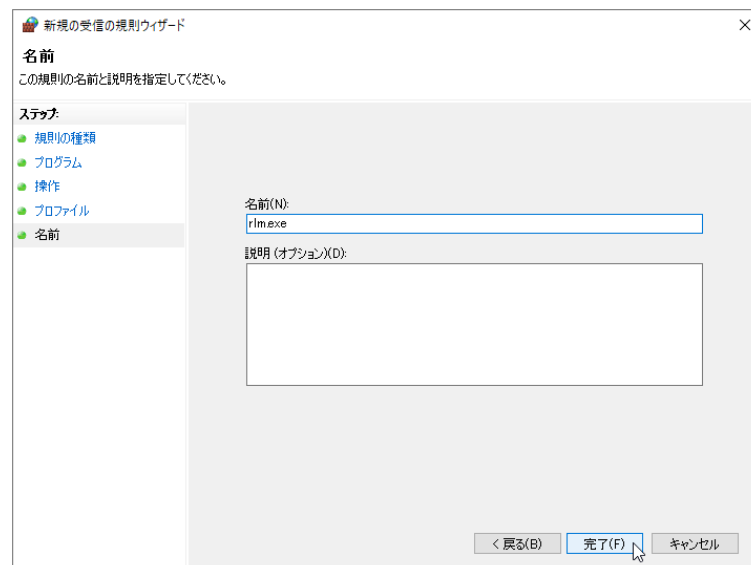 新規の受信の規則ウィザード
名前
この規則の名前と説明を指定してください。
ステップ:
規則の種類
プログラム
操作
プロファイル
名前
名前(N):
rlm.exe
説明 (オプション)(D):
< 戻る(B)
完了(F)
キャンセル